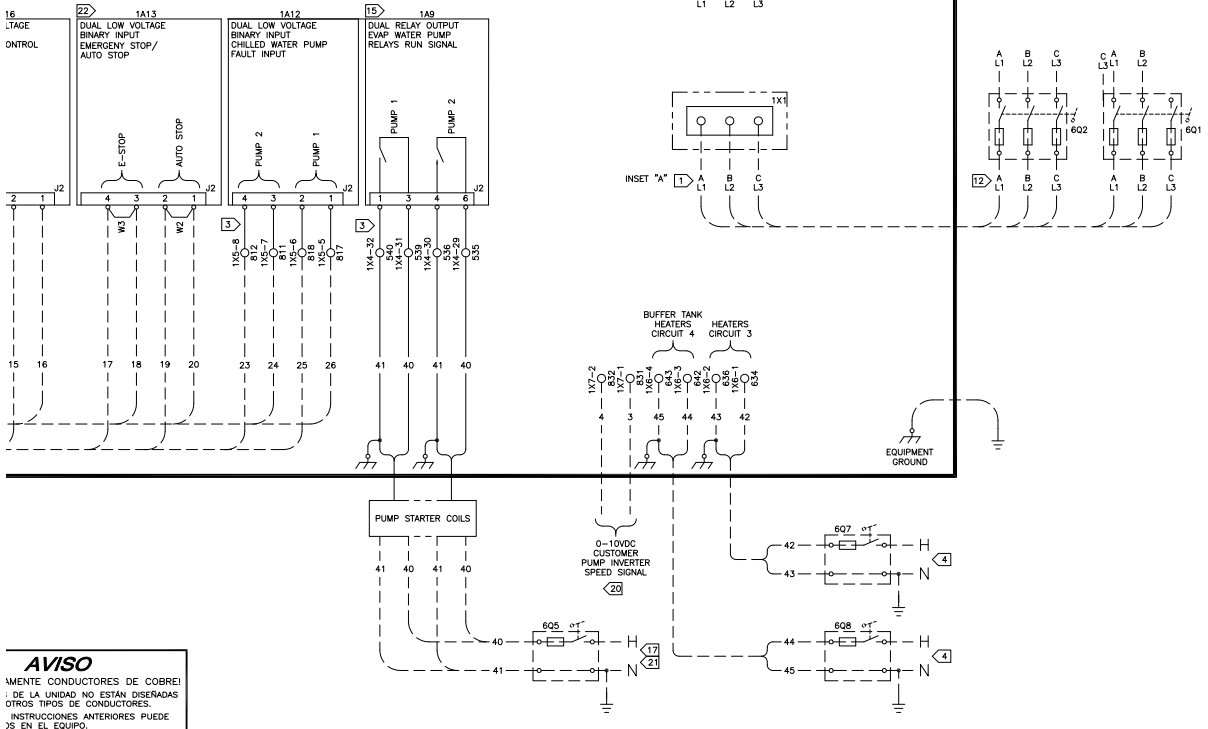 16
LTAGE
ONTROL
22
1A13
DUAL LOW VOLTAGE
BINARY INPUT
EMERGENY STOP/
AUTO STOP
1A12
DUAL LOW VOLTAGE
BINARY INPUT
CHILLED WATER PUMP
FAULT INPUT
15
1A9
DUAL RELAY OUTPUT
EVAP WATER PUMP
RELAYS RUN SIGNAL
L1 L2 L3
A B C
L1 L2 L3
C A B
L3 L1 L2
1X1
6Q2
6Q1
E-STOP
AUTO STOP
PUMP 2
PUMP 1
PUMP 1
PUMP 2
J2
J2
J2
2 1
4 3 2 1
4 3 2 1
1 3 4 6
W3
W2
3
3
INSET "A"
1
A B C
L1 L2 L3
12
A B C
L1 L2 L3
A B C
L1 L2 L3
1X5-8
812
1X5-7
811
1X5-6
818
1X5-5
817
1X4-32
540
1X4-31
539
1X4-30
536
1X4-29
535
BUFFER TANK
HEATERS
CIRCUIT 4
HEATERS
CIRCUIT 3
15 16 17 18 19 20 23 24 25 26 41 40 41 40
1X7-2
832
1X7-1
831
1X6-4
643
1X6-3
642
1X6-2
636
1X6-1
634
4 3 45 44 43 42
EQUIPMENT
GROUND
PUMP STARTER COILS
0-10VDC
CUSTOMER
PUMP INVERTER
SPEED SIGNAL
20
41 40 41 40
6Q7
42 H
43 N
4
6Q5
40 H
41 N
17
21
6Q8
44 H
45 N
4
AVISO
AMENTE CONDUCTORES DE COBRE!
DE LA UNIDAD NO ESTÁN DISEÑADAS
OTROS TIPOS DE CONDUCTORES.
INSTRUCCIONES ANTERIORES PUEDE
OS EN EL EQUIPO.